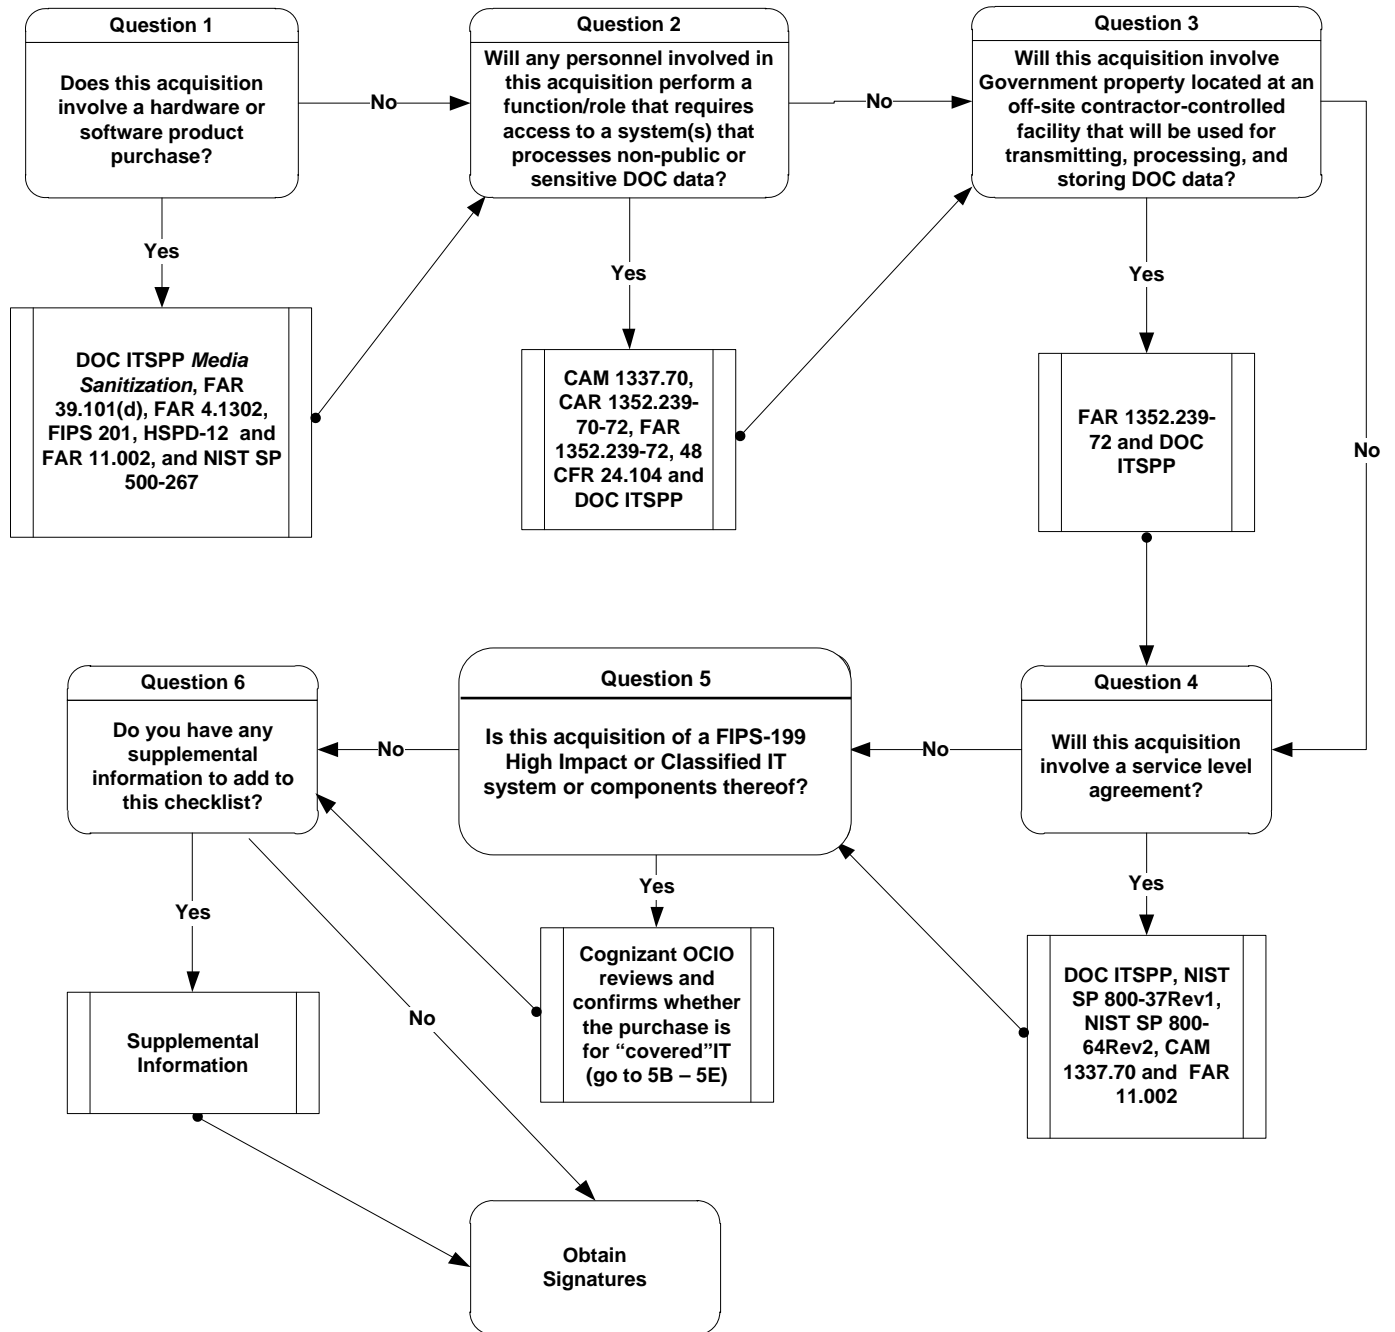 Question 1
Does this acquisition
involve a hardware or
software product
purchase?
No
Yes
DOC ITSPP Media
Sanitization, FAR
39.101(d), FAR 4.1302,
FIPS 201, HSPD-12 and
FAR 11.002, and NIST SP
500-267
Question 2
Will any personnel involved in
this acquisition perform a
function/role that requires
access to a system(s) that
processes non-public or
sensitive DOC data?
No
Yes
CAM 1337.70,
CAR 1352.239-
70-72, FAR
1352.239-72, 48
CFR 24.104 and
DOC ITSPP
Question 3
Will this acquisition involve
Government property located at an
off-site contractor-controlled
facility that will be used for
transmitting, processing, and
storing DOC data?
No
Yes
FAR 1352.239-
72 and DOC
ITSPP
Question 4
Will this acquisition
involve a service level
agreement?
No
Yes
DOC ITSPP, NIST
SP 800-37Rev1,
NIST SP 800-
64Rev2, CAM
1337.70 and FAR
11.002
Question 5
Is this acquisition of a FIPS-199
High Impact or Classified IT
system or components thereof?
No
Yes
Cognizant OCIO
reviews and
confirms whether
the purchase is
for “covered”IT
(go to 5B – 5E)
Question 6
Do you have any
supplemental
information to add to
this checklist?
Yes
No
Supplemental
Information
Obtain
Signatures